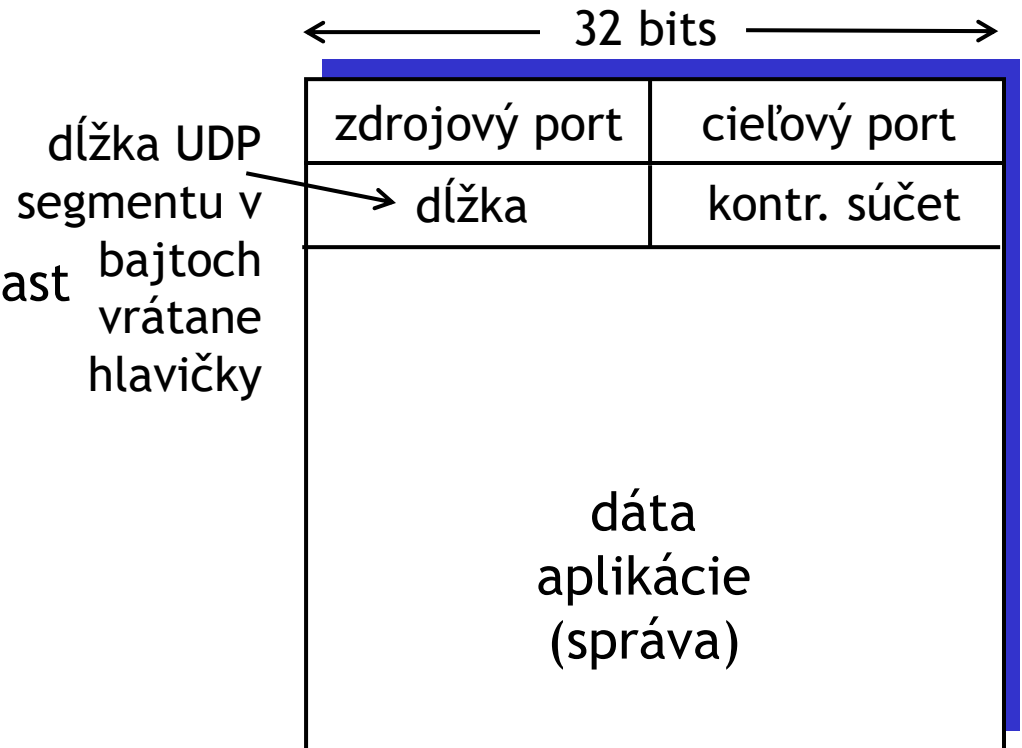 32 bits
zdrojový port
cieľový port
dĺžka UDP
segmentu v
bajtoch
vrátane
hlavičky
ast
dĺžka
kontr. súčet
dáta
aplikácie
(správa)